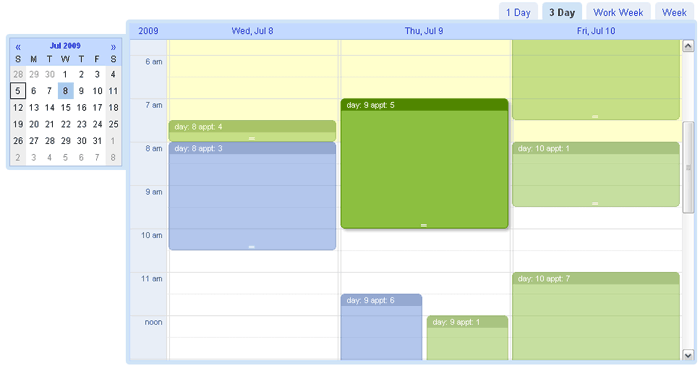 1 Day 3 Day Work Week Week
« Jul 2009 »
S M T W T F S
28 29 30 1 2 3 4
5 6 7 8 9 10 11
12 13 14 15 16 17 18
19 20 21 22 23 24 25
26 27 28 29 30 31 1
2 3 4 5 6 7 8
2009 Wed, Jul 8 Thu, Jul 9 Fri, Jul 10
6 am
7 am
day: 9 appt: 5
day: 8 appt: 4
8 am
day: 8 appt: 3
day: 10 appt: 1
9 am
10 am
11 am
day: 10 appt: 7
day: 9 appt: 6
noon
day: 9 appt: 1